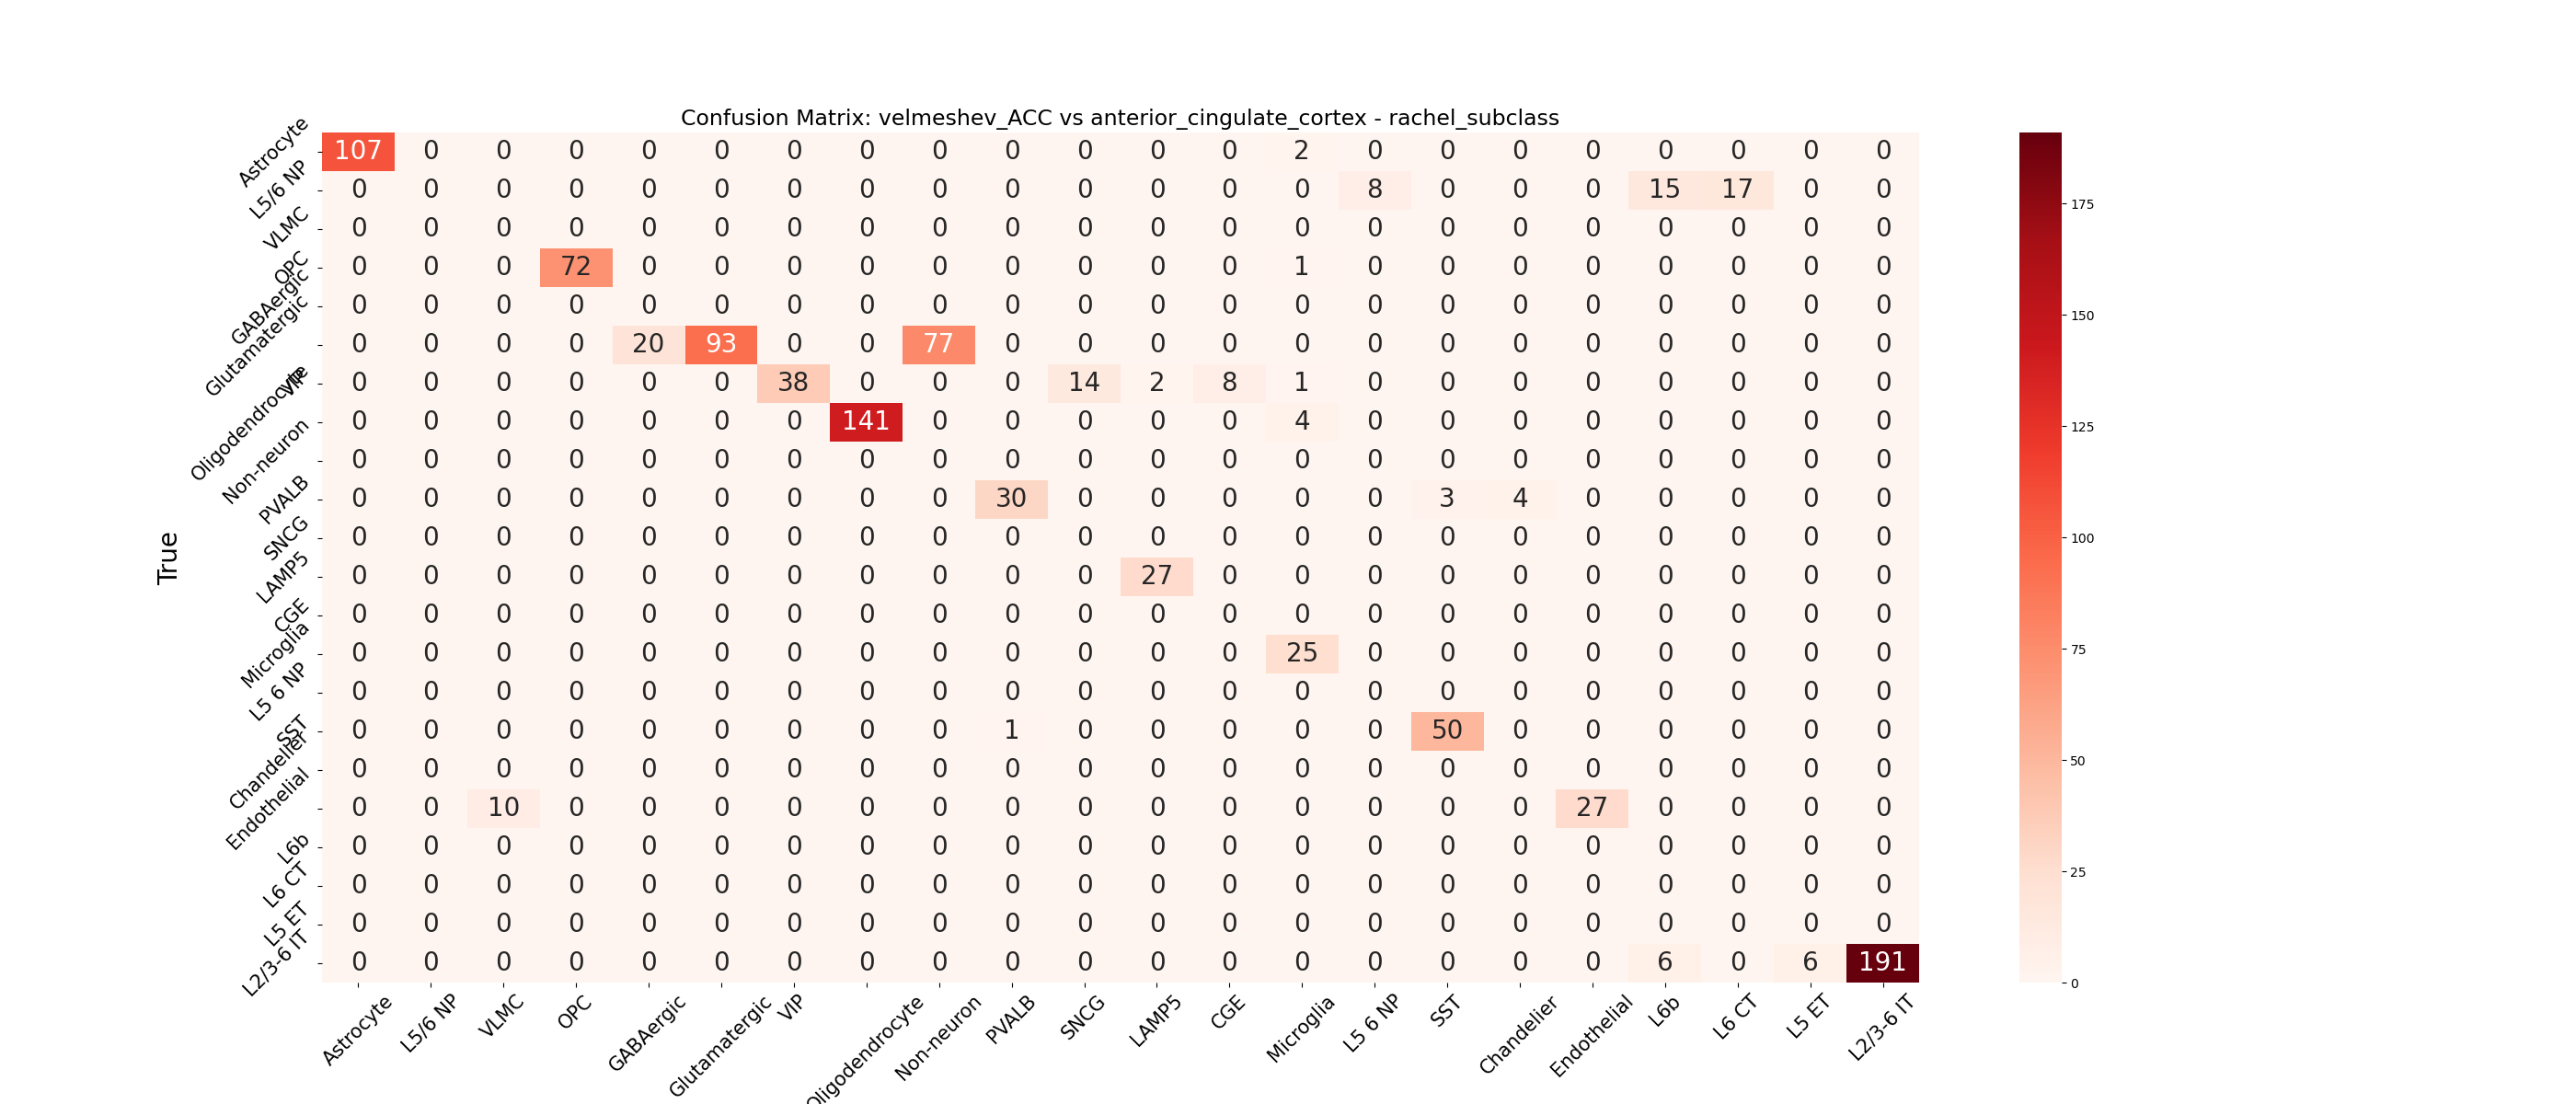 Confusion Matrix: velmeshev_ACC vs anterior_cingulate_cortex - rachel_subclass
True
Astrocyte 107 0 0 0 0 0 0 0 0 0 0 0 0 2 0 0 0 0 0 0 0 0
L5/6 NP 0 0 0 0 0 0 0 0 0 0 0 0 0 0 8 0 0 0 15 17 0 0
VLMC 0 0 0 0 0 0 0 0 0 0 0 0 0 0 0 0 0 0 0 0 0 0
OPC 0 0 0 72 0 0 0 0 0 0 0 0 0 1 0 0 0 0 0 0 0 0
GABAergic 0 0 0 0 0 0 0 0 0 0 0 0 0 0 0 0 0 0 0 0 0 0
Glutamatergic 0 0 0 0 20 93 0 0 77 0 0 0 0 0 0 0 0 0 0 0 0 0
VIP 0 0 0 0 0 0 38 0 0 0 14 2 8 1 0 0 0 0 0 0 0 0
Oligodendrocyte 0 0 0 0 0 0 0 141 0 0 0 0 0 4 0 0 0 0 0 0 0 0
Non-neuron 0 0 0 0 0 0 0 0 0 0 0 0 0 0 0 0 0 0 0 0 0 0
PVALB 0 0 0 0 0 0 0 0 0 30 0 0 0 0 0 3 4 0 0 0 0 0
SNCG 0 0 0 0 0 0 0 0 0 0 0 0 0 0 0 0 0 0 0 0 0 0
LAMP5 0 0 0 0 0 0 0 0 0 0 0 27 0 0 0 0 0 0 0 0 0 0
CGE 0 0 0 0 0 0 0 0 0 0 0 0 0 0 0 0 0 0 0 0 0 0
Microglia 0 0 0 0 0 0 0 0 0 0 0 0 0 25 0 0 0 0 0 0 0 0
L5 6 NP 0 0 0 0 0 0 0 0 0 0 0 0 0 0 0 0 0 0 0 0 0 0
SST 0 0 0 0 0 0 0 0 0 1 0 0 0 0 0 50 0 0 0 0 0 0
Chandelier 0 0 0 0 0 0 0 0 0 0 0 0 0 0 0 0 0 0 0 0 0 0
Endothelial 0 0 10 0 0 0 0 0 0 0 0 0 0 0 0 0 0 27 0 0 0 0
L6b 0 0 0 0 0 0 0 0 0 0 0 0 0 0 0 0 0 0 0 0 0 0
L6 CT 0 0 0 0 0 0 0 0 0 0 0 0 0 0 0 0 0 0 0 0 0 0
L5 ET 0 0 0 0 0 0 0 0 0 0 0 0 0 0 0 0 0 0 0 0 0 0
L2/3-6 IT 0 0 0 0 0 0 0 0 0 0 0 0 0 0 0 0 0 0 6 0 6 191
Astrocyte L5/6 NP VLMC OPC GABAergic Glutamatergic VIP Oligodendrocyte Non-neuron PVALB SNCG LAMP5 CGE Microglia L5 6 NP SST Chandelier Endothelial L6b L6 CT L5 ET L2/3-6 IT
175
150
125
100
75
50
25
0